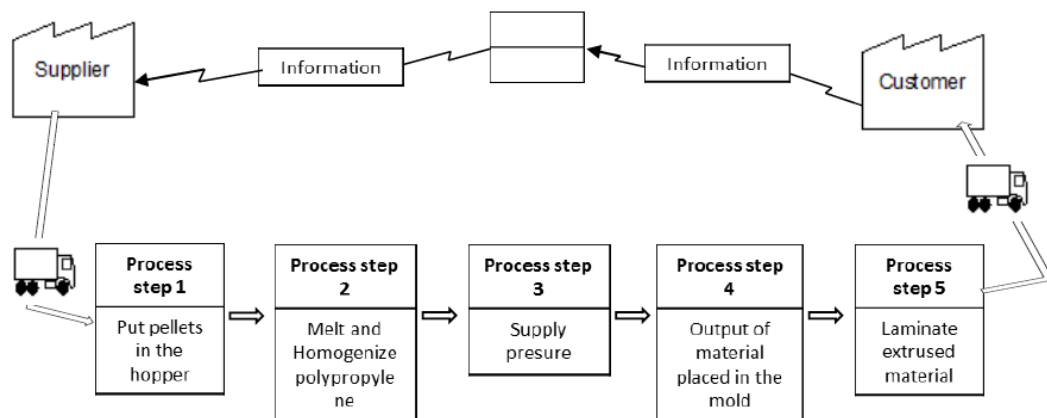 Supplier
Information
Information
Customer
Process
step 1
Put pellets
in the
hopper
Process step
2
Melt and
Homogenize
polypropyle
ne
Process step
3
Supply
presure
Process step
4
Output of
material
placed in the
mold
Process
step 5
Laminate
extrused
material